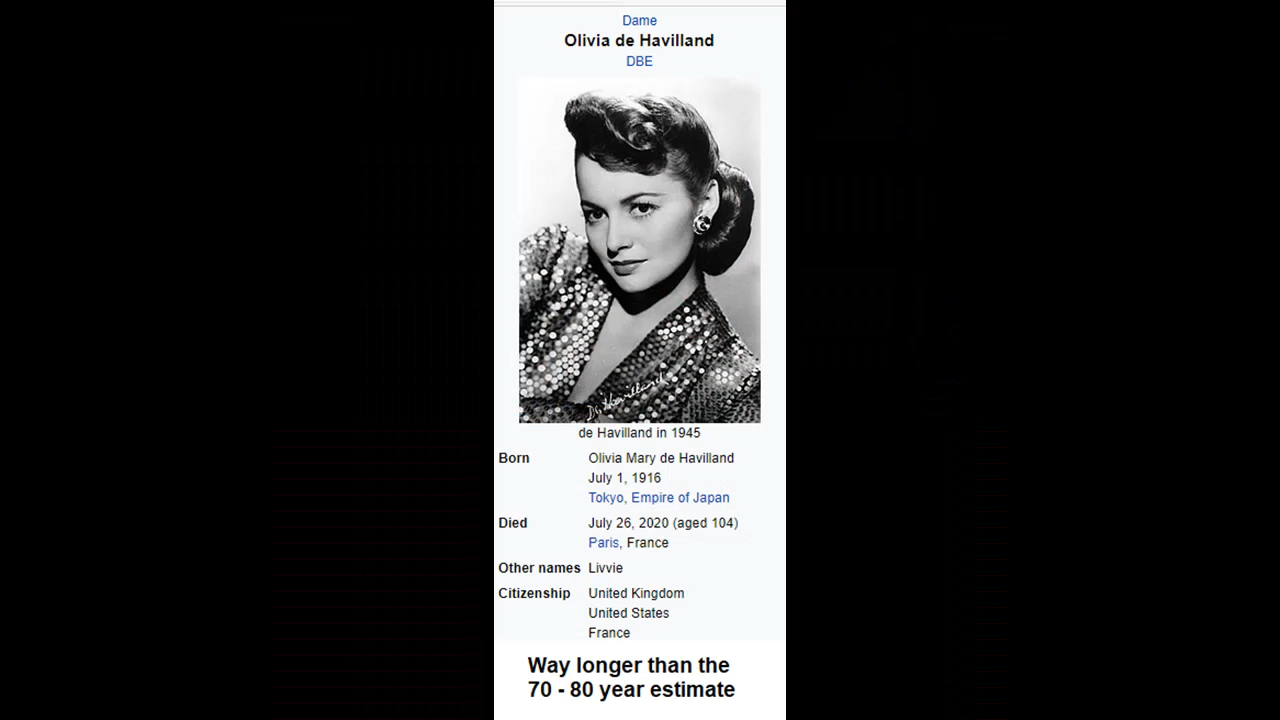 Dame
Olivia de Havilland
DBE
De Havilland
de Havilland in 1945
Born Olivia Mary de Havilland
July 1, 1916
Tokyo, Empire of Japan
Died July 26, 2020 (aged 104)
Paris, France
Other names Livvie
Citizenship United Kingdom
United States
France
Way longer than the
70 - 80 year estimate